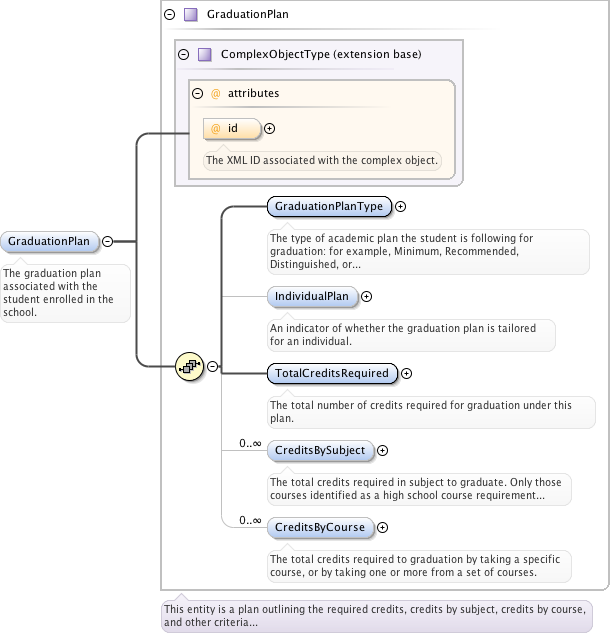 GraduationPlan
ComplexObjectType (extension base)
@ attributes
@ id
The XML ID associated with the complex object.
GraduationPlan
The graduation plan
associated with the
student enrolled in the
school.
GraduationPlanType
The type of academic plan the student is following for
graduation: for example, Minimum, Recommended,
Distinguished, or...
IndividualPlan
An indicator of whether the graduation plan is tailored
for an individual.
TotalCreditsRequired
The total number of credits required for graduation under this
plan.
0..∞
CreditsBySubject
The total credits required in subject to graduate. Only those
courses identified as a high school course requirement...
0..∞
CreditsByCourse
The total credits required to graduation by taking a specific
course, or by taking one or more from a set of courses.
This entity is a plan outlining the required credits, credits by subject, credits by course,
and other criteria...